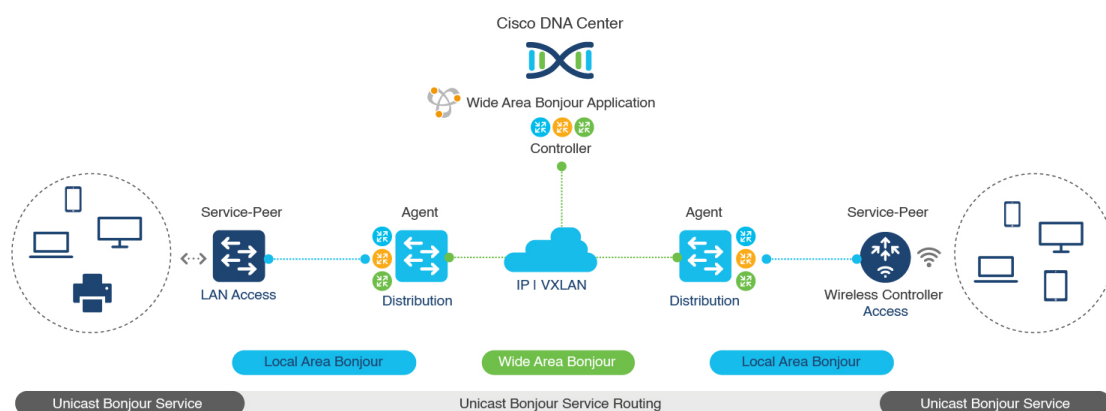 Cisco DNA Center
Wide Area Bonjour Application
Controller
Service-Peer
Agent
Agent
Service-Peer
LAN Access
Distribution
IP | VXLAN
Distribution
Wireless Controller
Access
Local Area Bonjour
Wide Area Bonjour
Local Area Bonjour
Unicast Bonjour Service
Unicast Bonjour Service Routing
Unicast Bonjour Service